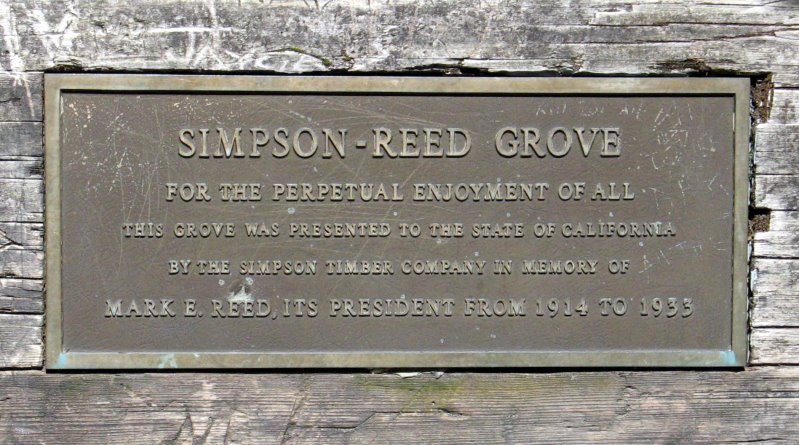 SIMPSON-REED GROVE
FOR THE PERPETUAL ENJOYMENT OF ALL
THIS GROVE WAS PRESENTED TO THE STATE OF CALIFORNIA
BY THE SIMPSON TIMBER COMPANY IN MEMORY OF
MARK E. REED, ITS PRESIDENT FROM 1914 TO 1933